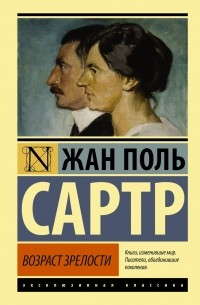 N ЖАН ПОЛЬ
САРТР
ВОЗРАСТ ЗРЕЛОСТИ
Книги, изменившие мир.
Писатели, объединившие
поколения.
ЭКСКЛЮЗИВНАЯ КЛАССИКА